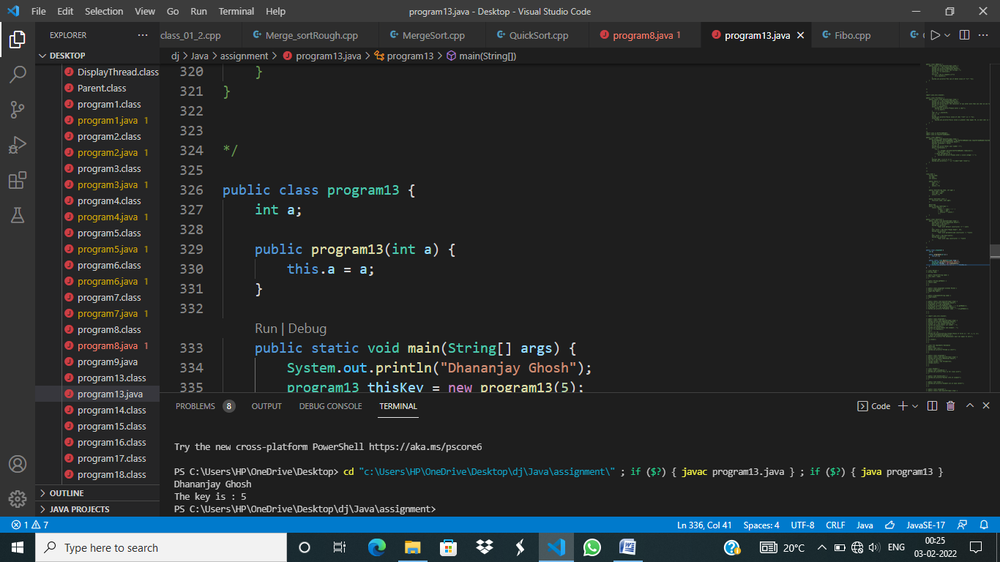 File Edit Selection View Go Run Terminal Help
program13.java - Desktop - Visual Studio Code
EXPLORER
class_01_2.cpp Merge_sortRough.cpp MergeSort.cpp QuickSort.cpp program8.java 1 program13.java Fibo.cpp
DESKTOP
dj > Java > assignment > program13.java > program13 > main(String[])
DisplayThread.class
Parent.class
program1.class
program1.java 1
program2.class
program2.java 1
program3.class
program3.java 1
program4.class
program4.java 1
program5.class
program5.java 1
program6.class
program6.java 1
program7.class
program7.java 1
program8.class
program8.java 1
program9.java
program13.class
program13.java
program14.class
program15.class
program16.class
program17.class
program18.class
OUTLINE
JAVA PROJECTS
320 }
321 }
322
323
324 */
325
326 public class program13 {
327 int a;
328
329 public program13(int a) {
330 this.a = a;
331 }
332
Run | Debug
333 public static void main(String[] args) {
334 System.out.println("Dhananjay Ghosh");
335 program13 thisKey = new program13(5);
PROBLEMS 8 OUTPUT DEBUG CONSOLE TERMINAL
Code
Try the new cross-platform PowerShell https://aka.ms/pscore6
PS C:\Users\HP\OneDrive\Desktop> cd "c:\Users\HP\OneDrive\Desktop\dj\Java\assignment\" ; if ($?) { javac program13.java } ; if ($?) { java program13 }
Dhananjay Ghosh
The key is : 5
PS C:\Users\HP\OneDrive\Desktop\dj\Java\assignment>
1 7
Ln 336, Col 41 Spaces: 4 UTF-8 CRLF Java JavaSE-17
Type here to search
20°C
ENG
00:25
03-02-2022